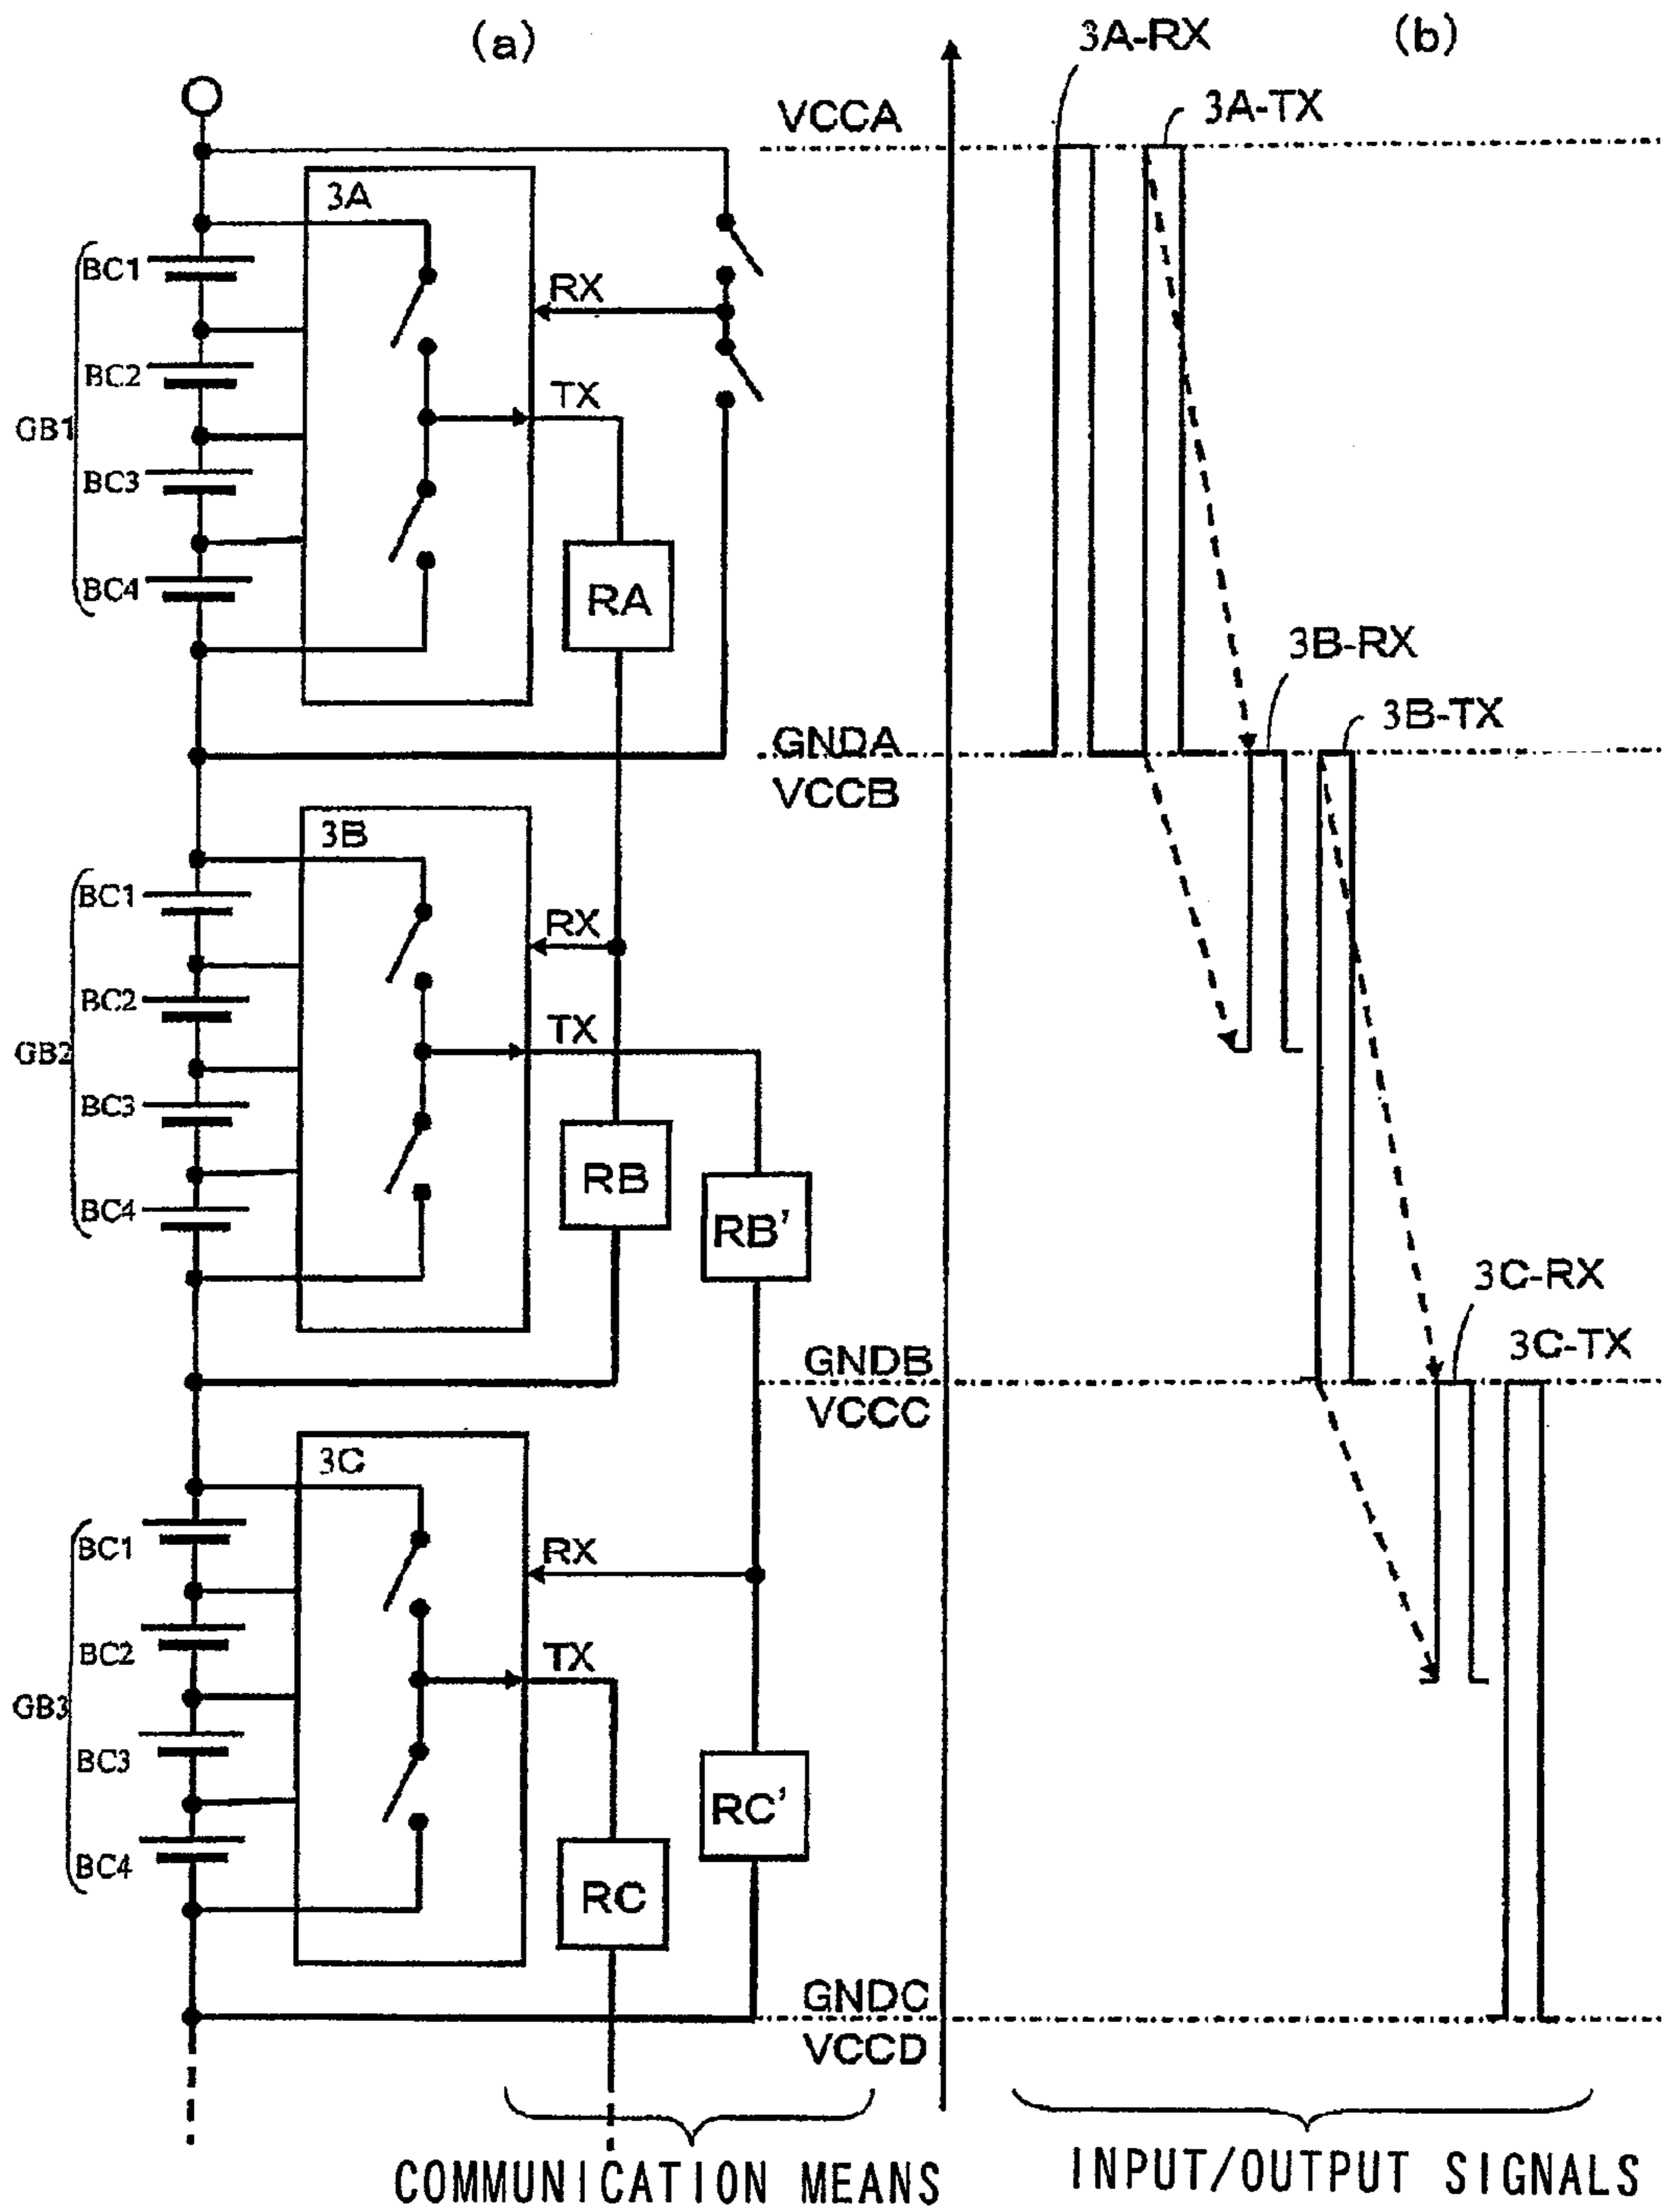 (a)
(b)
3A-RX
3A-TX
VCCA
3A
BC1
RX
BC2
TX
GB1
BC3
BC4
RA
3B-RX
3B-TX
GNDA
VCCB
3B
BC1
RX
BC2
TX
GB2
BC3
BC4
RB
RB'
3C-RX
3C-TX
GNDB
VCCC
3C
BC1
RX
BC2
TX
GB3
BC3
BC4
RC'
RC
GNDC
VCCD
COMMUNICATION MEANS
INPUT/OUTPUT SIGNALS